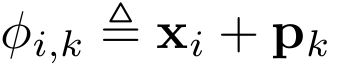 ϕ_{i,k} ≜ 𝐱_i + 𝐩_k